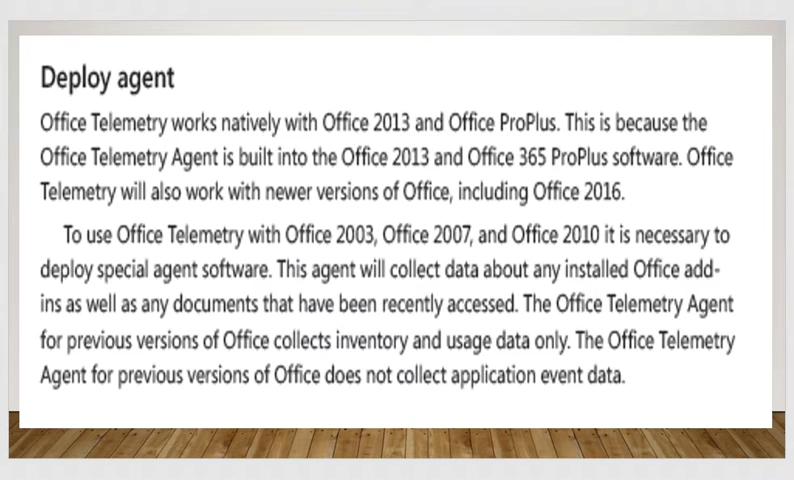 Deploy agent
Office Telemetry works natively with Office 2013 and Office ProPlus. This is because the
Office Telemetry Agent is built into the Office 2013 and Office 365 ProPlus software. Office
Telemetry will also work with newer versions of Office, including Office 2016.
To use Office Telemetry with Office 2003, Office 2007, and Office 2010 it is necessary to
deploy special agent software. This agent will collect data about any installed Office add-
ins as well as any documents that have been recently accessed. The Office Telemetry Agent
for previous versions of Office collects inventory and usage data only. The Office Telemetry
Agent for previous versions of Office does not collect application event data.